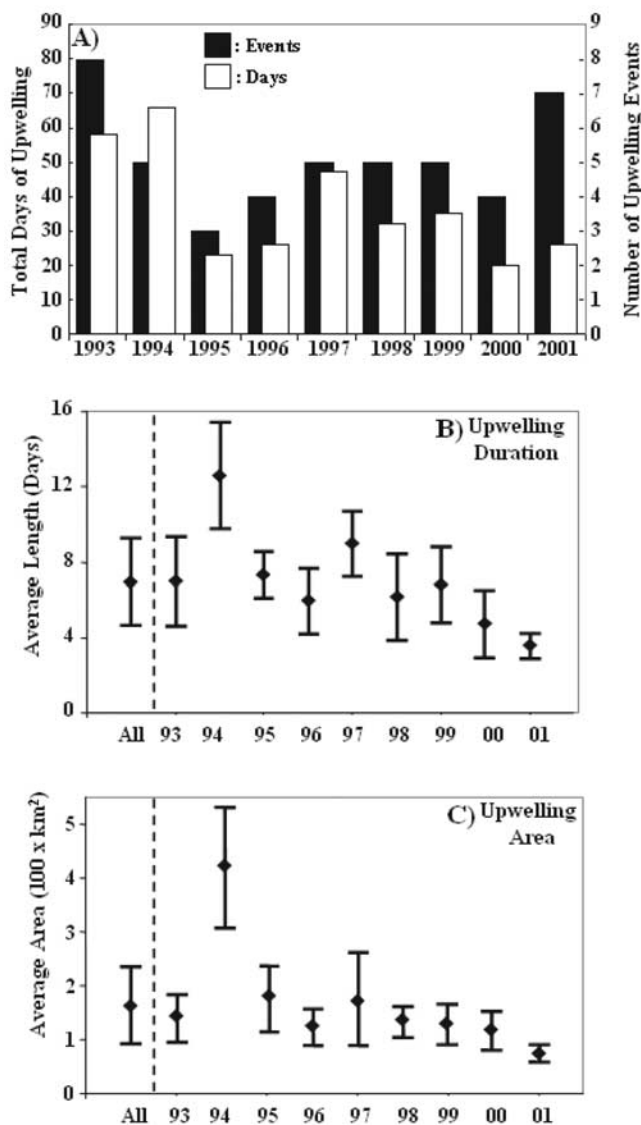 A)
: Events
: Days
Total Days of Upwelling
Number of Upwelling Events
80
70
60
50
40
30
20
10
0
9
8
7
6
5
4
3
2
1
0
1993 1994 1995 1996 1997 1998 1999 2000 2001
B) Upwelling
Duration
Average Length (Days)
16
12
8
4
0
All 93 94 95 96 97 98 99 00 01
C) Upwelling
Area
Average Area (100 x km²)
5
4
3
2
1
0
All 93 94 95 96 97 98 99 00 01